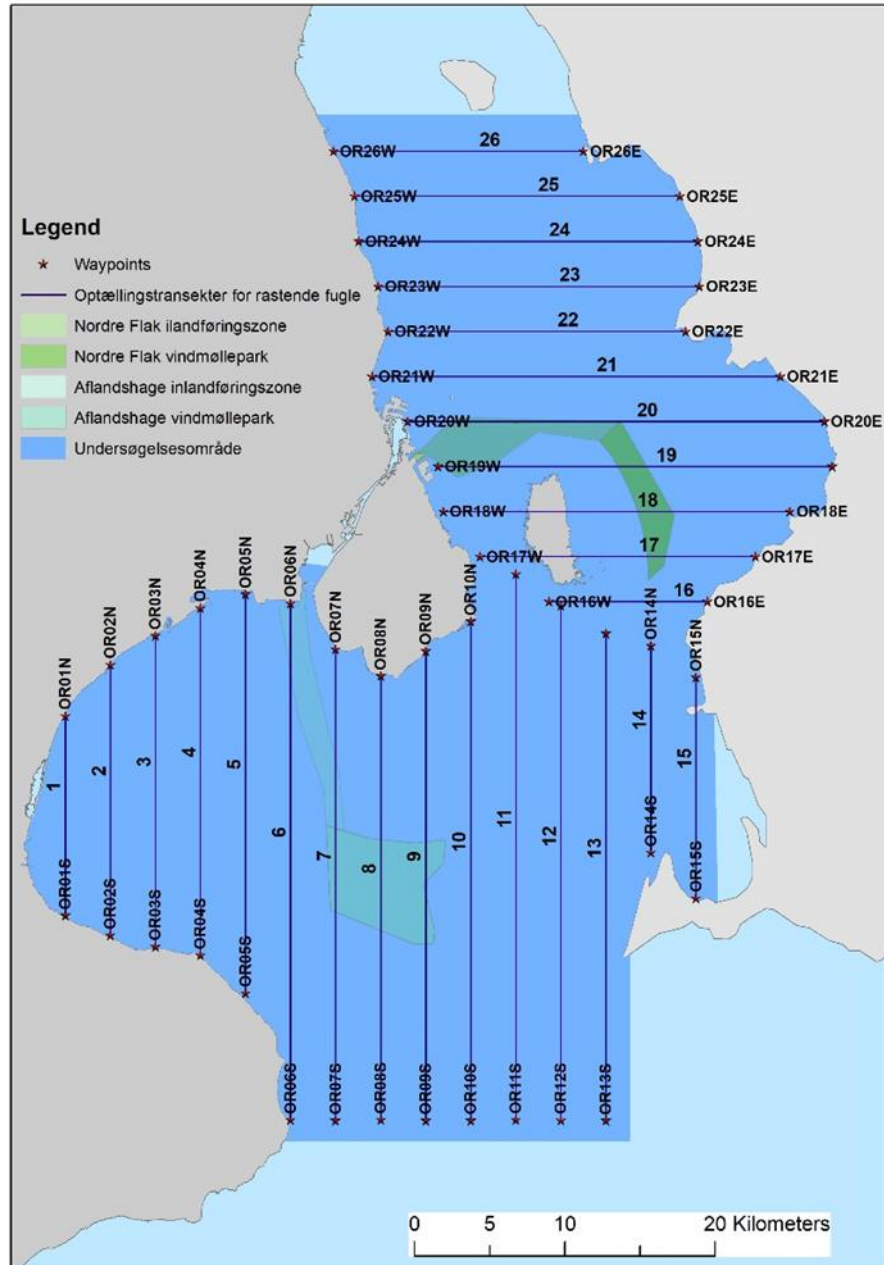 26
OR26W
OR26E
25
OR25W
OR25E
Legend
24
OR24W
OR24E
Waypoints
23
OR23W
OR23E
Optællingstransekter for rastende fugle
Nordre Flak ilandføringszone
22
OR22W
OR22E
Nordre Flak vindmøllepark
21
OR21W
OR21E
Aflandshage inlandføringszone
Aflandshage vindmøllepark
20
OR20W
OR20E
Undersøgelsesområde
19
OR19W
18
OR18W
OR18E
17
OR17W
OR17E
16
OR16W
OR16E
OR01N
OR02N
OR03N
OR04N
OR05N
OR06N
OR07N
OR08N
OR09N
OR10N
OR14N
OR15N
1
2
3
4
5
6
7
8
9
10
11
12
13
14
15
OR01S
OR02S
OR03S
OR04S
OR05S
OR06S
OR07S
OR08S
OR09S
OR10S
OR11S
OR12S
OR13S
OR14S
OR15S
0 5 10 20 Kilometers